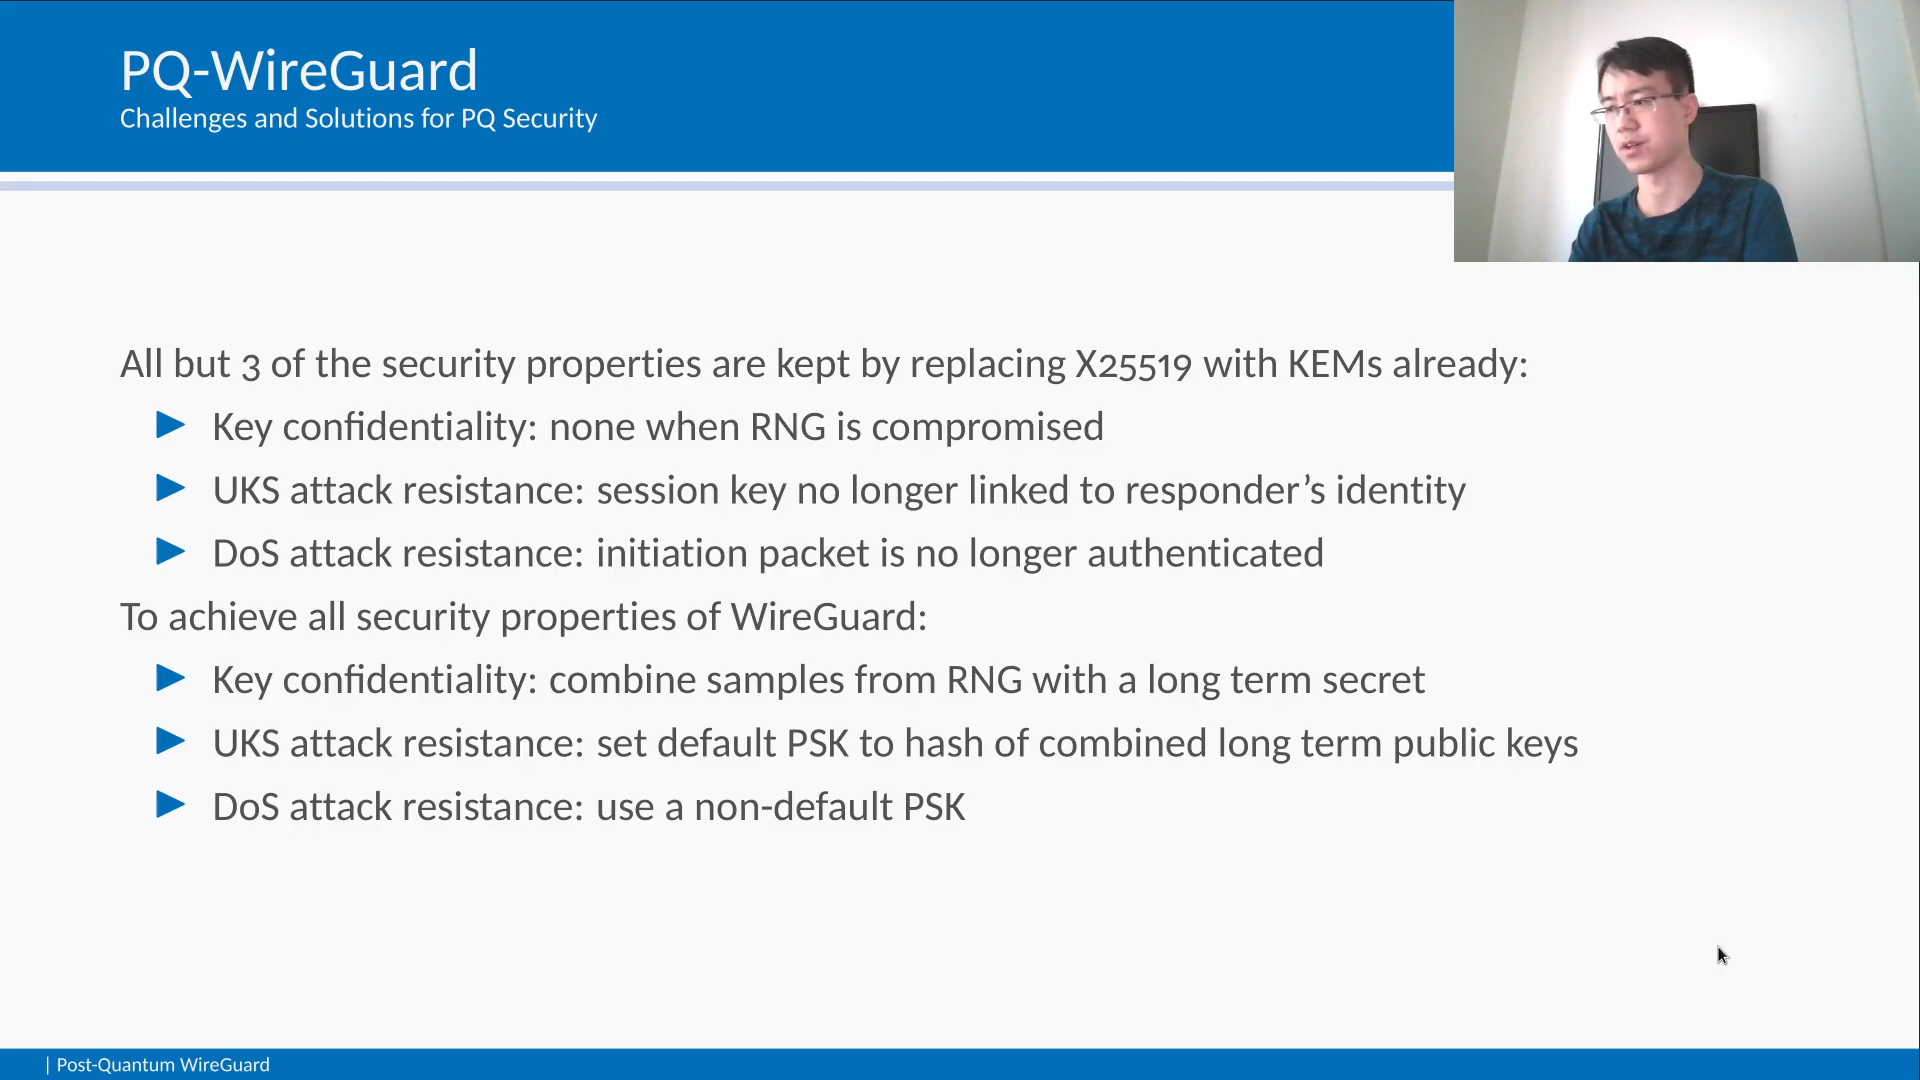 PQ-WireGuard
Challenges and Solutions for PQ Security
All but 3 of the security properties are kept by replacing X25519 with KEMs already:
Key confidentiality: none when RNG is compromised
UKS attack resistance: session key no longer linked to responder’s identity
DoS attack resistance: initiation packet is no longer authenticated
To achieve all security properties of WireGuard:
Key confidentiality: combine samples from RNG with a long term secret
UKS attack resistance: set default PSK to hash of combined long term public keys
DoS attack resistance: use a non-default PSK
| Post-Quantum WireGuard